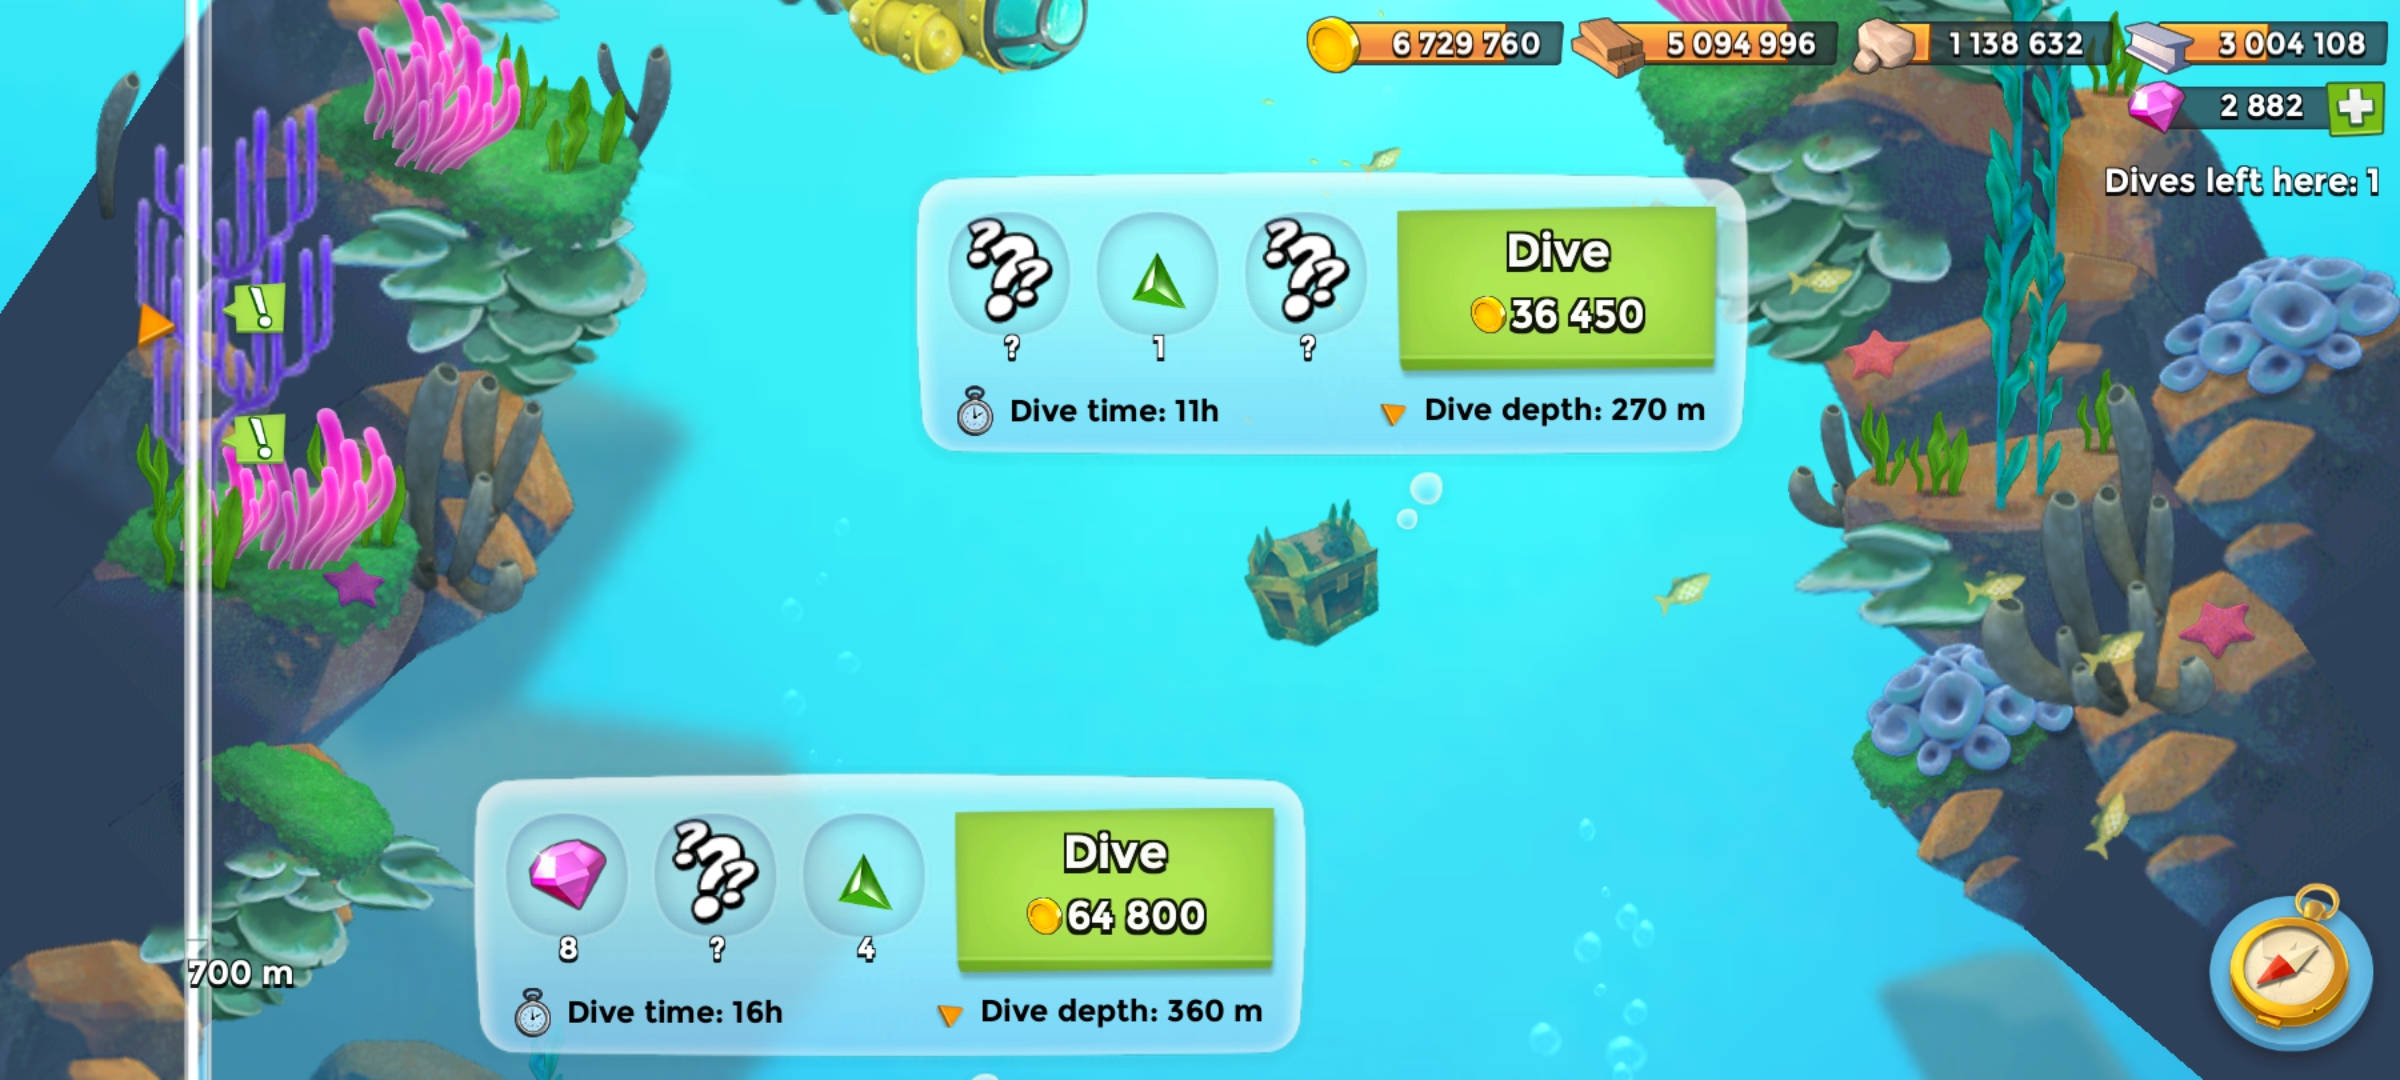 6 729 760
5 094 996
1 138 632
3 004 108
2 882
Dives left here: 1
???
?
1
???
?
Dive
36 450
Dive time: 11h
Dive depth: 270 m
!
!
8
???
?
4
Dive
64 800
Dive time: 16h
Dive depth: 360 m
700 m